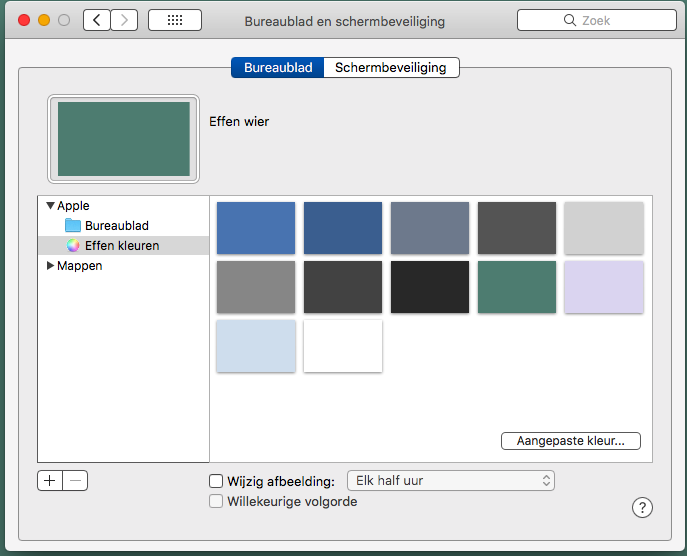 Bureaublad en schermbeveiliging
Zoek
Bureaublad
Schermbeveiliging
Effen wier
Apple
Bureaublad
Effen kleuren
Mappen
Aangepaste kleur...
Wijzig afbeelding:
Elk half uur
Willekeurige volgorde
?